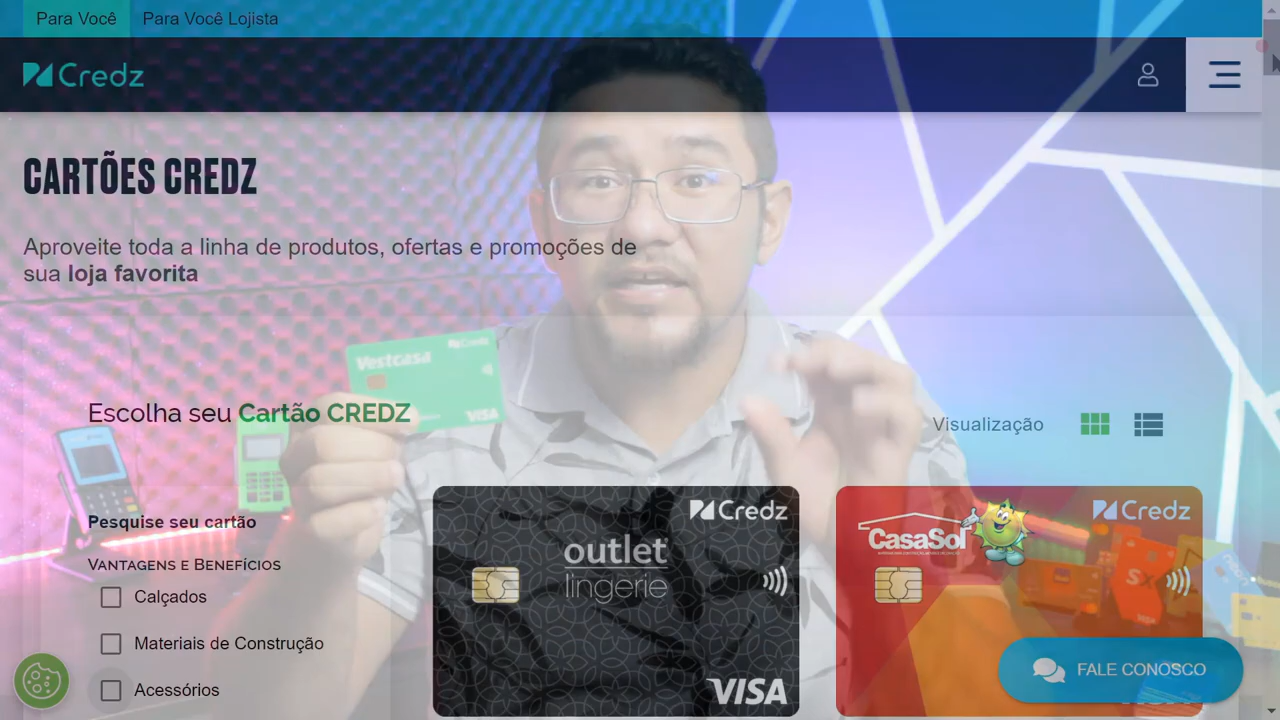 Para Você
Para Você Lojista
Credz
CARTÕES CREDZ
Aproveite toda a linha de produtos, ofertas e promoções de
sua loja favorita
Vestcasa
Credz
VISA
Escolha seu Cartão CREDZ
Visualização
Pesquise seu cartão
VANTAGENS E BENEFÍCIOS
Calçados
Materiais de Construção
Acessórios
Credz
outlet
lingerie
VISA
Credz
CasaSol
SX
FALE CONOSCO
VISA